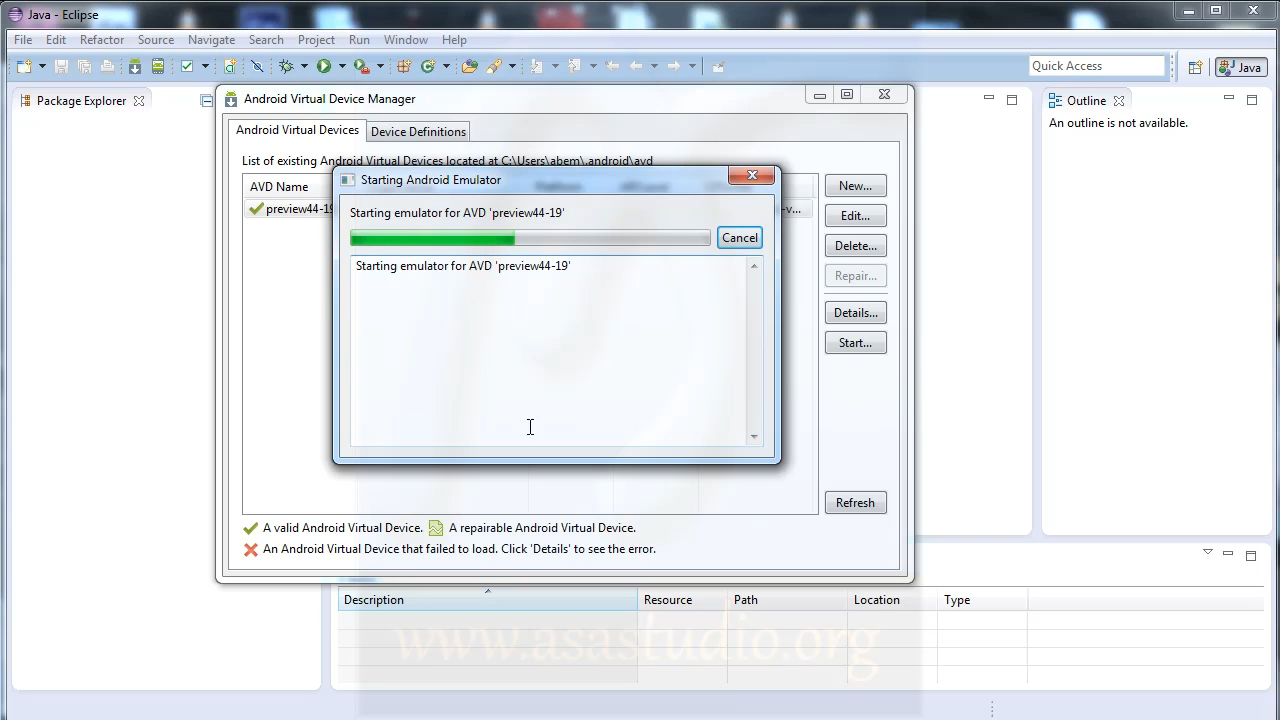 Java - Eclipse
File Edit Refactor Source Navigate Search Project Run Window Help
Quick Access
Java
Package Explorer
Android Virtual Device Manager
Outline
An outline is not available.
Android Virtual Devices
Device Definitions
List of existing Android Virtual Devices located at C:\Users\abem\.android\avd
AVD Name
preview44-19
-v...
Starting Android Emulator
Starting emulator for AVD 'preview44-19'
Cancel
Starting emulator for AVD 'preview44-19'
New...
Edit...
Delete...
Repair...
Details...
Start...
Refresh
A valid Android Virtual Device. A repairable Android Virtual Device.
An Android Virtual Device that failed to load. Click 'Details' to see the error.
Description Resource Path Location Type
www.asastudio.org